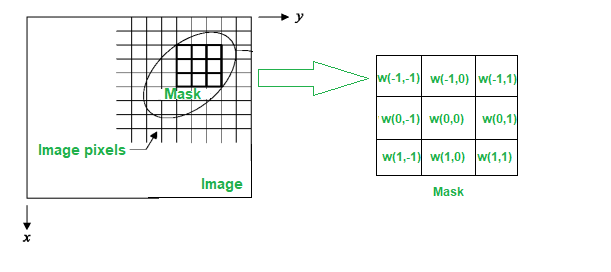 y
Mask
Image pixels
Image
x
w(-1,-1) w(-1,0) w(-1,1)
w(0,-1) w(0,0) w(0,1)
w(1,-1) w(1,0) w(1,1)
Mask